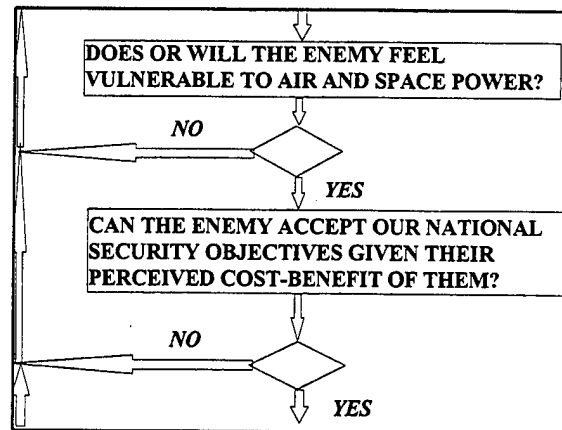 DOES OR WILL THE ENEMY FEEL
VULNERABLE TO AIR AND SPACE POWER?
NO
YES
CAN THE ENEMY ACCEPT OUR NATIONAL
SECURITY OBJECTIVES GIVEN THEIR
PERCEIVED COST-BENEFIT OF THEM?
NO
YES